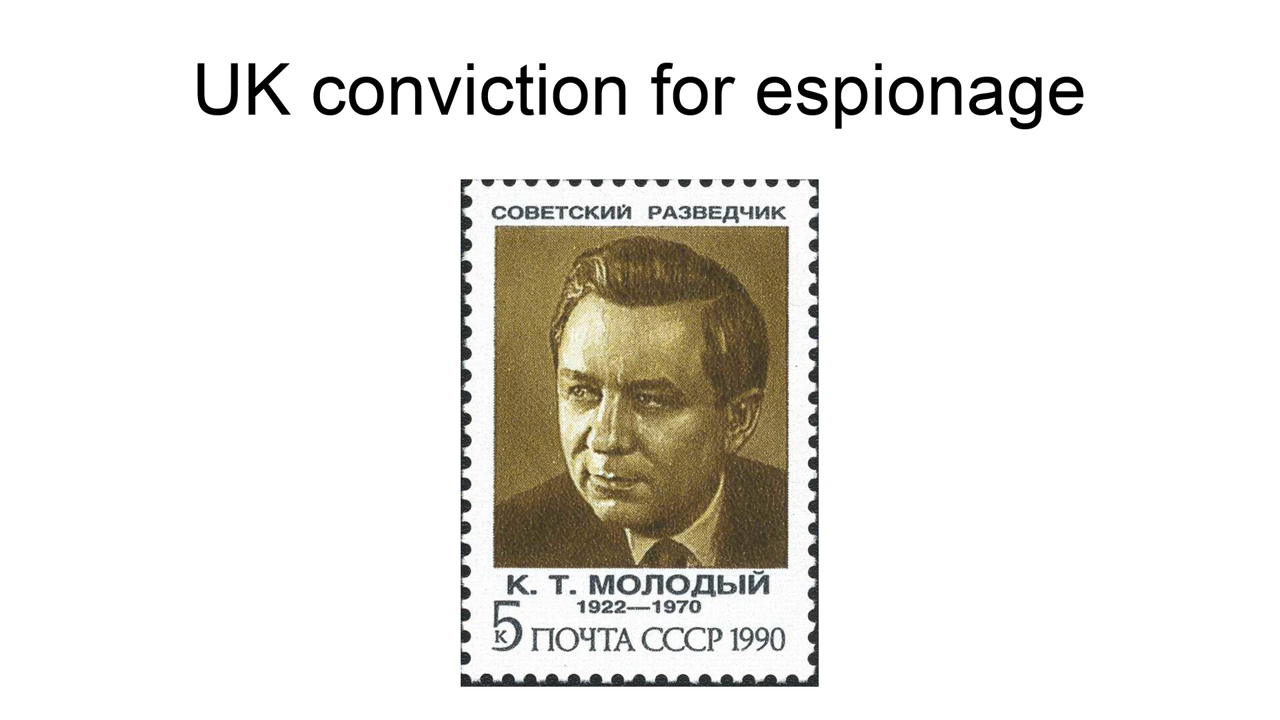 UK conviction for espionage
СОВЕТСКИЙ РАЗВЕДЧИК
К. Т. МОЛОДЫЙ
1922—1970
5 к ПОЧТА СССР 1990